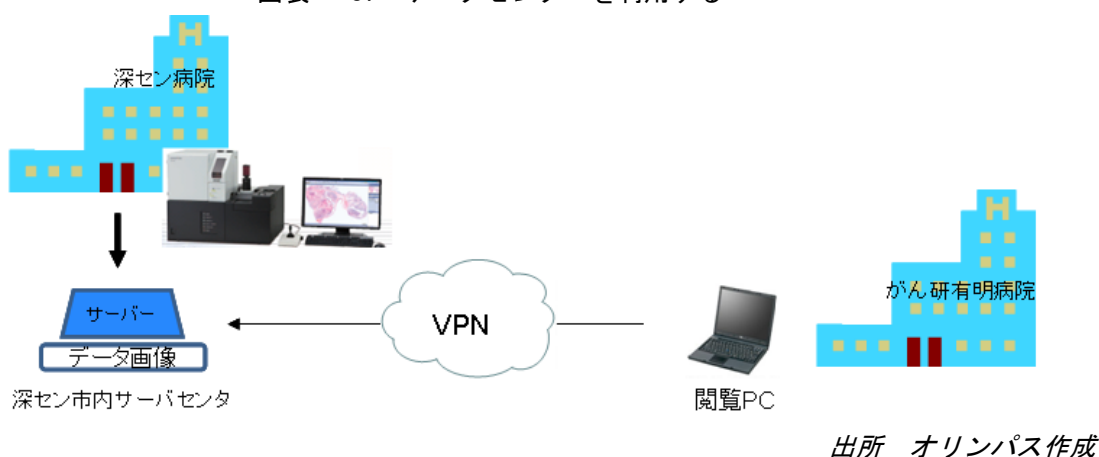 深セン病院
サーバー
データ画像
深セン市内サーバセンタ
VPN
閲覧PC
がん研有明病院
出所 オリンパス作成